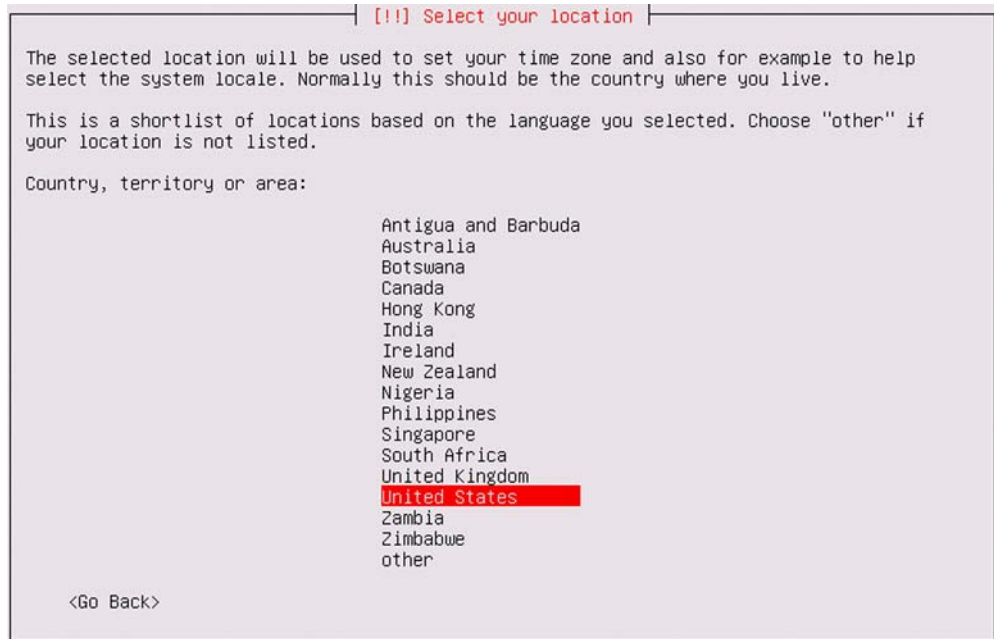 [!!] Select your location
The selected location will be used to set your time zone and also for example to help
select the system locale. Normally this should be the country where you live.
This is a shortlist of locations based on the language you selected. Choose "other" if
your location is not listed.
Country, territory or area:
Antigua and Barbuda
Australia
Botswana
Canada
Hong Kong
India
Ireland
New Zealand
Nigeria
Philippines
Singapore
South Africa
United Kingdom
United States
Zambia
Zimbabwe
other
<Go Back>